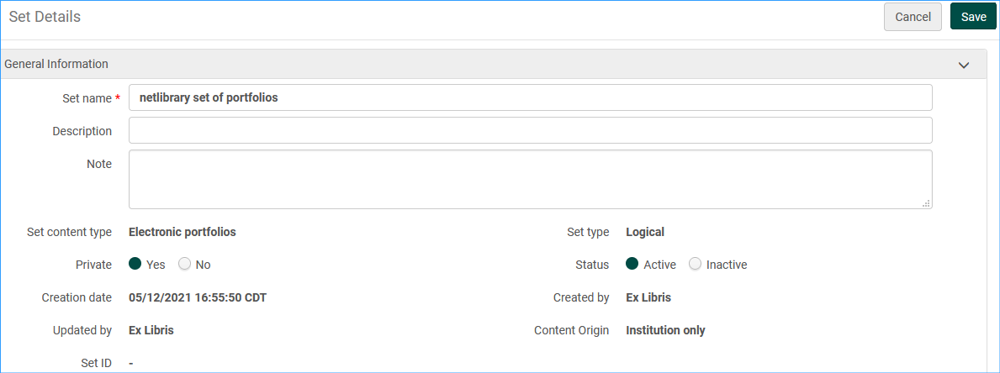 Set Details Cancel Save
General Information
Set name * netlibrary set of portfolios
Description
Note
Set content type Electronic portfolios Set type Logical
Private Yes No Status Active Inactive
Creation date 05/12/2021 16:55:50 CDT Created by Ex Libris
Updated by Ex Libris Content Origin Institution only
Set ID -